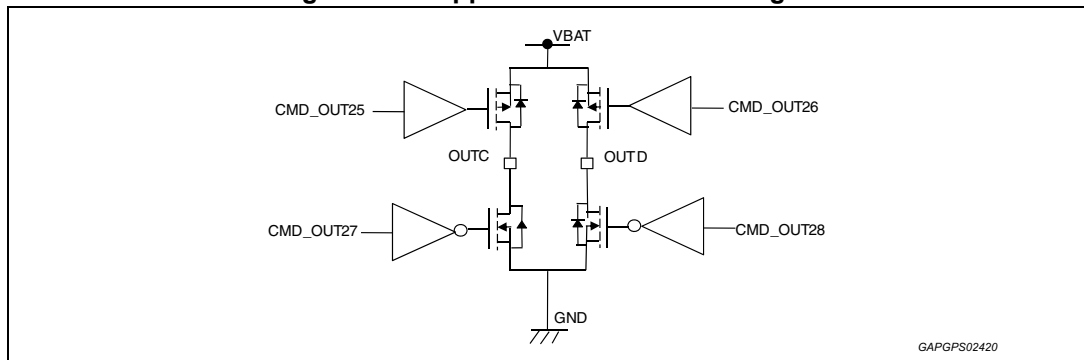 VBAT
CMD_OUT25
CMD_OUT26
OUTC
OUTD
CMD_OUT27
CMD_OUT28
GND
GAPGPS02420